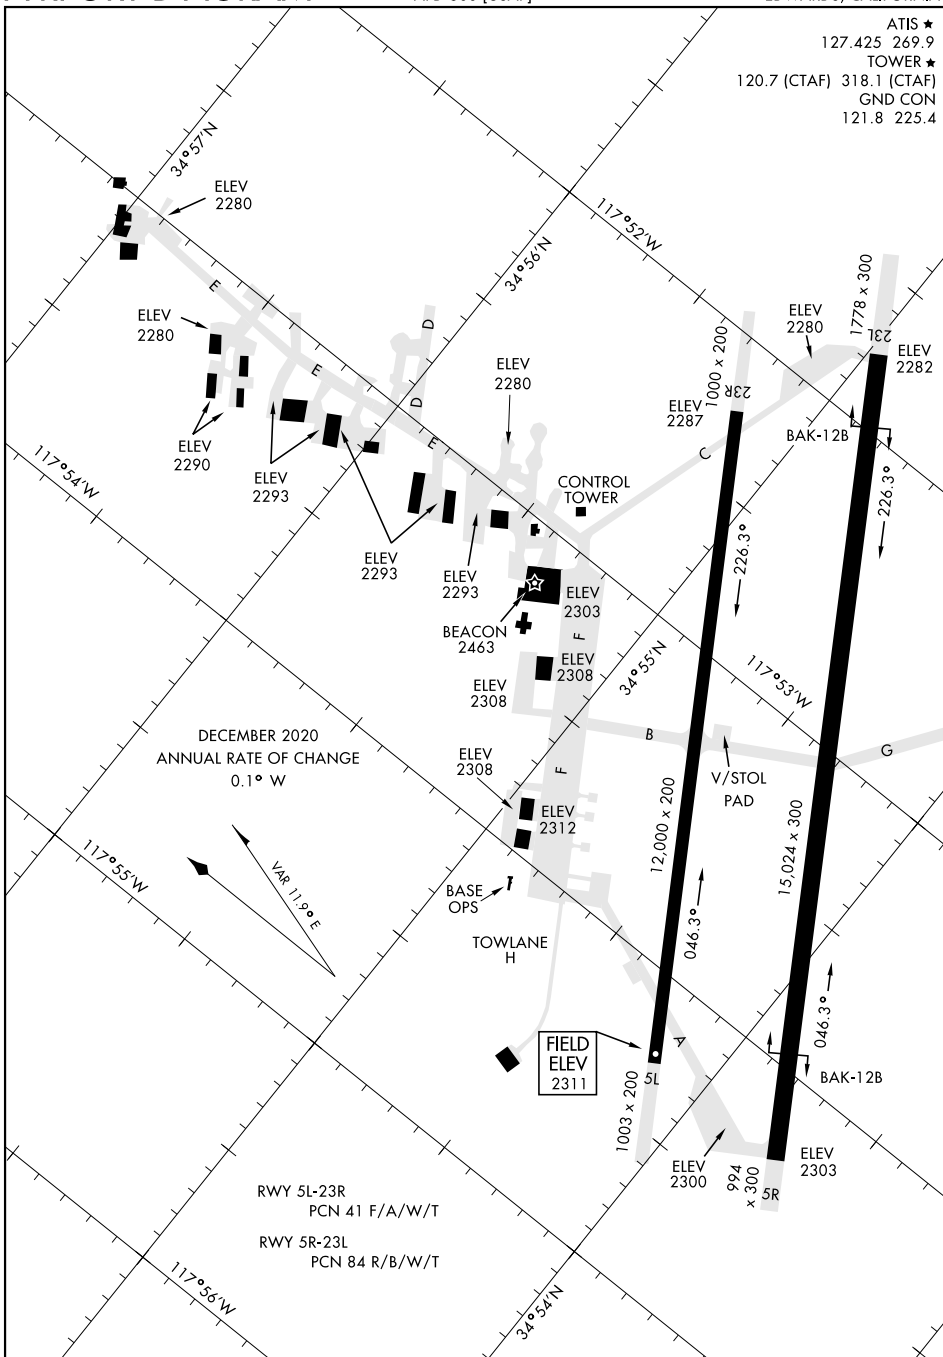 ATIS ★
127.425 269.9
TOWER ★
120.7 (CTAF) 318.1 (CTAF)
GND CON
121.8 225.4
34°57'N
ELEV
2280
117°52'W
34°56'N
ELEV
2280
E
D
D
ELEV
2280
1778 x 300
23L
ELEV
2282
E
ELEV
2280
1000 x 200
23R
ELEV
2287
BAK-12B
E
C
ELEV
2290
ELEV
2293
117°54'W
CONTROL
TOWER
226.3°
226.3°
ELEV
2293
ELEV
2293
ELEV
2303
BEACON
2463
F
34°55'N
117°53'W
ELEV
2308
ELEV
2308
B
G
DECEMBER 2020
ANNUAL RATE OF CHANGE
0.1° W
ELEV
2308
F
V/STOL
PAD
ELEV
2312
12,000 x 200
15,024 x 300
117°55'W
VAR 11.9° E
BASE
OPS
TOWLANE
H
046.3°
046.3°
FIELD
ELEV
2311
A
5L
BAK-12B
1003 x 200
ELEV
2300
ELEV
2303
994
x 300
5R
RWY 5L-23R
PCN 41 F/A/W/T
RWY 5R-23L
PCN 84 R/B/W/T
117°56'W
34°54'N